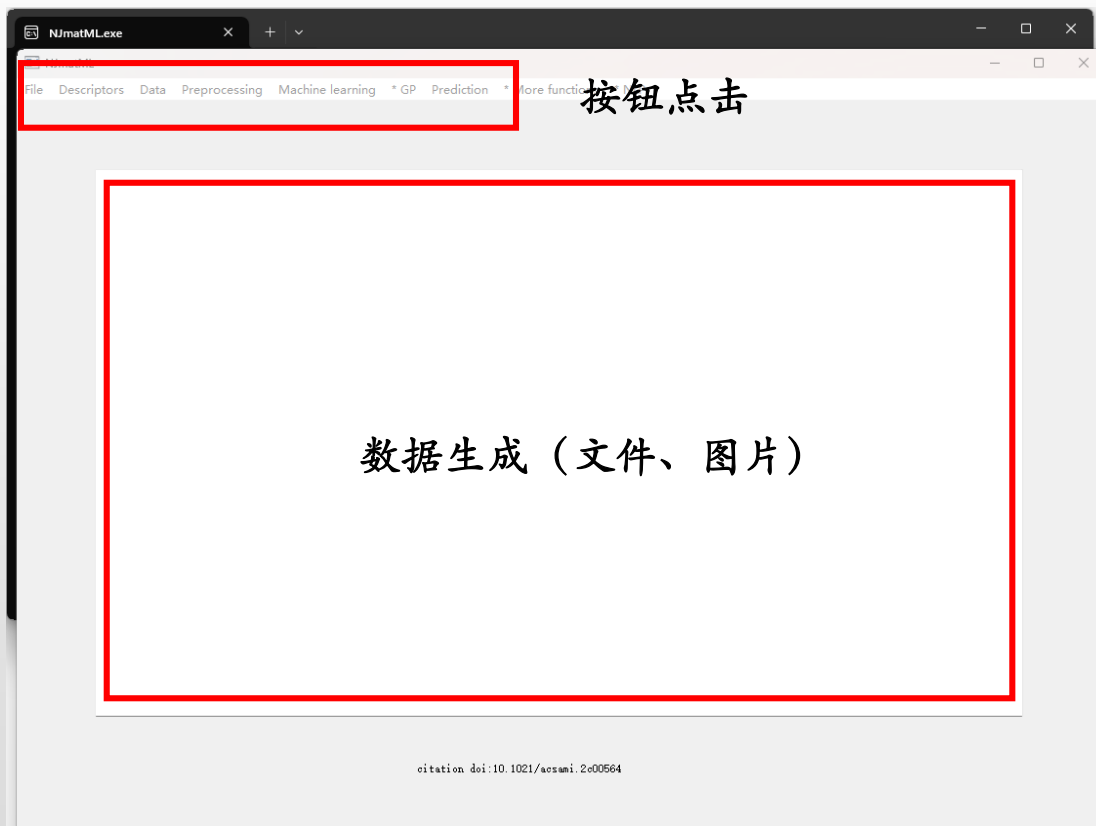 NJmatML.exe
File Descriptors Data Preprocessing Machine learning * GP Prediction * More functio
按钮点击
数据生成（文件、图片）
citation doi:10.1021/acsami.2c00564